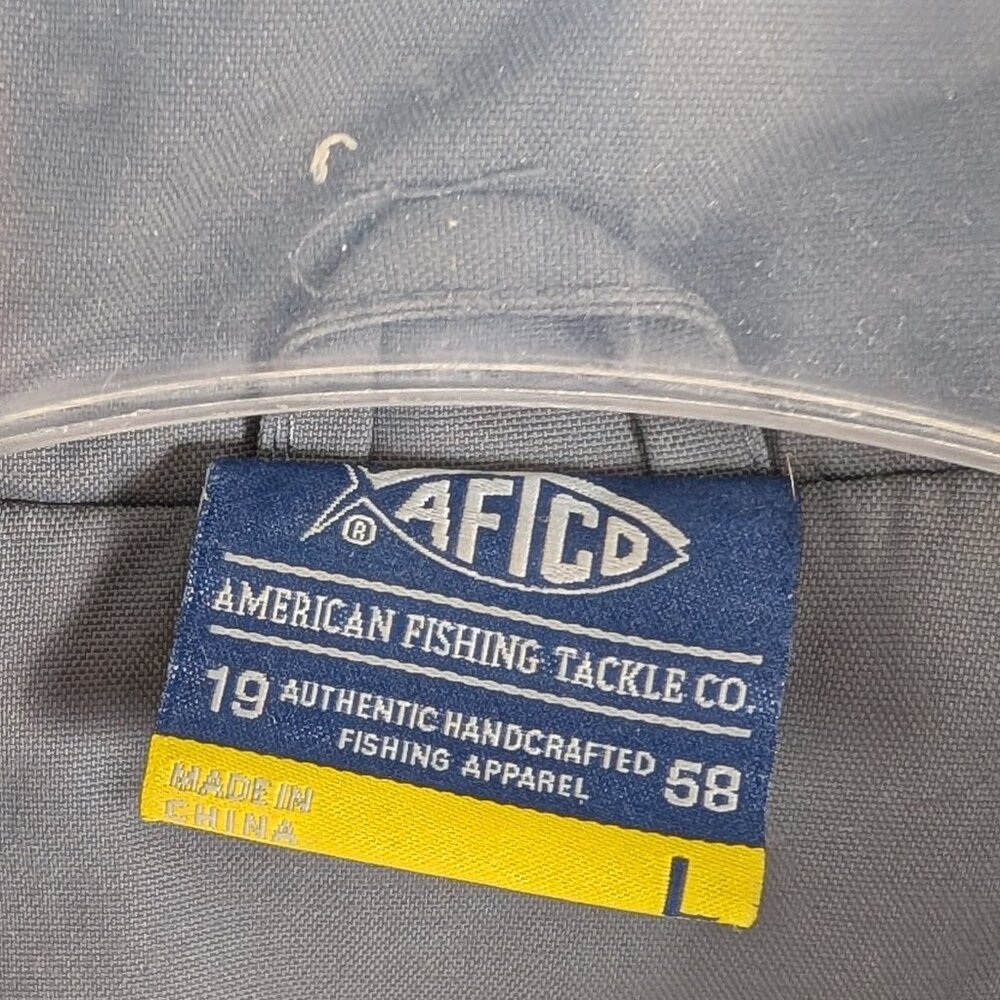 AFTCO
®
AMERICAN FISHING TACKLE CO.
19 AUTHENTIC HANDCRAFTED 58
FISHING APPAREL
MADE IN
CHINA
L